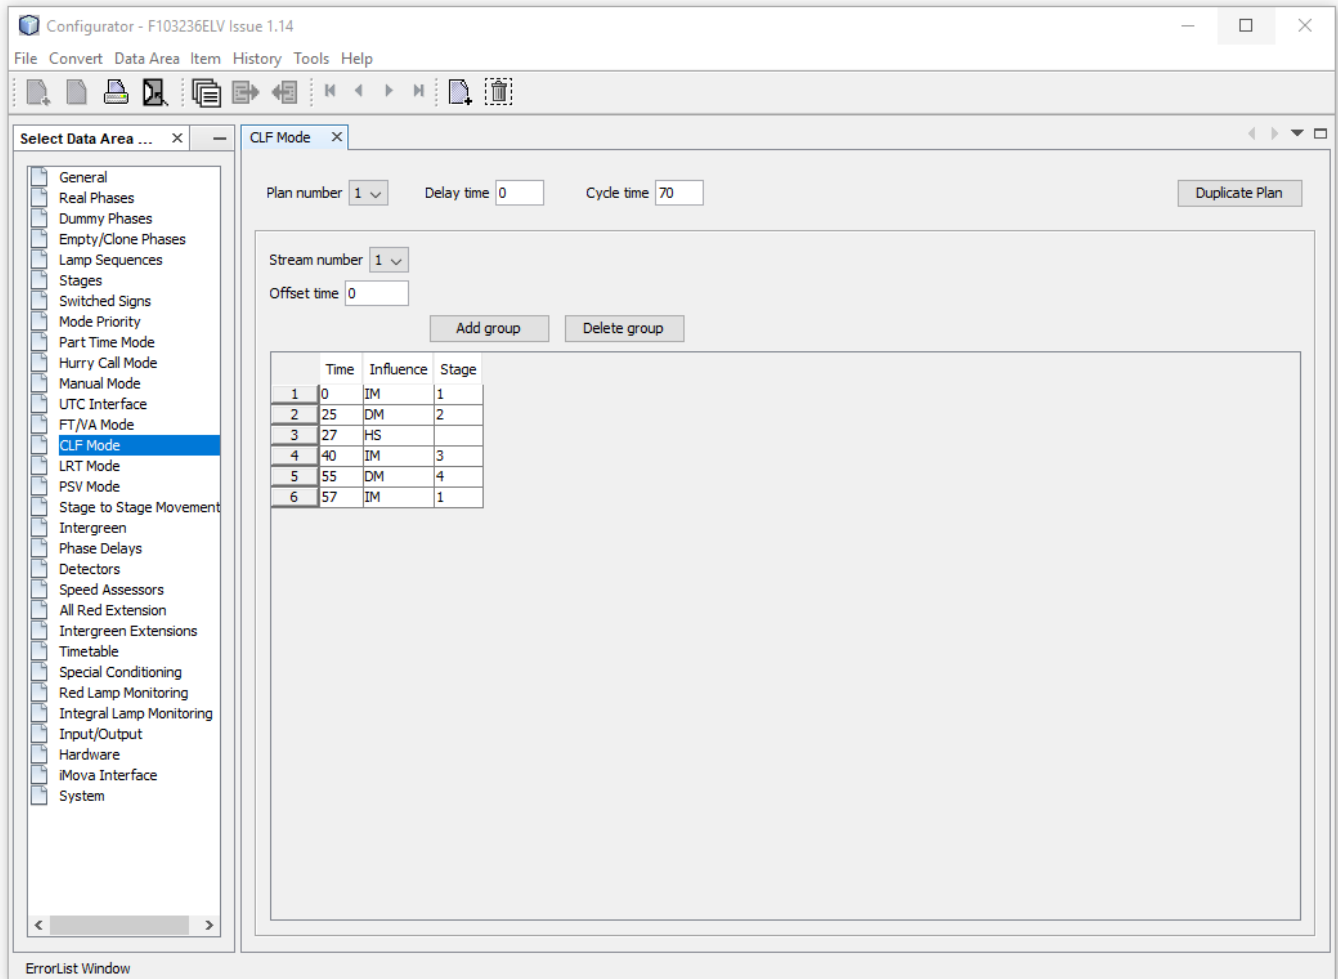 Configurator - F103236ELV Issue 1.14
File Convert Data Area Item History Tools Help
Select Data Area ...
CLF Mode
General
Real Phases
Dummy Phases
Empty/Clone Phases
Lamp Sequences
Stages
Switched Signs
Mode Priority
Part Time Mode
Hurry Call Mode
Manual Mode
UTC Interface
FT/VA Mode
CLF Mode
LRT Mode
PSV Mode
Stage to Stage Movement
Intergreen
Phase Delays
Detectors
Speed Assessors
All Red Extension
Intergreen Extensions
Timetable
Special Conditioning
Red Lamp Monitoring
Integral Lamp Monitoring
Input/Output
Hardware
iMova Interface
System
Plan number 1 Delay time 0 Cycle time 70 Duplicate Plan
Stream number 1
Offset time 0
Add group Delete group
Time Influence Stage
1 0 IM 1
2 25 DM 2
3 27 HS
4 40 IM 3
5 55 DM 4
6 57 IM 1
ErrorList Window